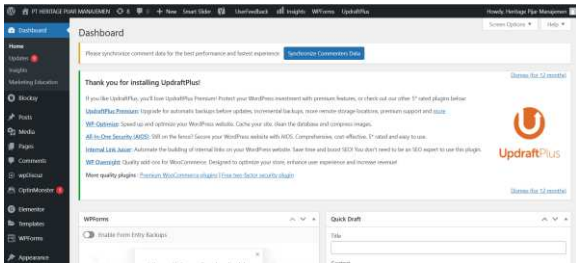 PT HERITAGE PIJAR MANAJEMEN 8 0 + New Smart Slider UserFeedback Insights WPForms UpdraftPlus Howdy, Heritage Pijar Manajemen
Screen Options Help
Dashboard
Home
Updates
Insights
Marketing Education
Blocksy
Posts
Media
Pages
Comments
wpDiscuz
OptinMonster
Elementor
Templates
WPForms
Appearance
Dashboard
Please synchronize comment data for the best performance and fastest experience Synchronize Commenters Data
Thank you for installing UpdraftPlus!
Dismiss (for 12 months)
If you like UpdraftPlus, you'll love UpdraftPlus Premium! Protect your WordPress investment with premium features, or check out our other 5* rated plugins below:
UpdraftPlus Premium: Upgrade for automatic backups before updates, incremental backups, more remote storage locations, premium support and more
WP-Optimize: Speed up and optimize your WordPress website. Cache your site, clean the database and compress images.
All-In-One Security (AIOS): Still on the fence? Secure your WordPress website with AIOS. Comprehensive, cost-effective, 5* rated and easy to use.
Internal Link Juicer: Automate the building of internal links on your WordPress website. Save time and boost SEO! You don't need to be an SEO expert to use this plugin
WP Overnight: Quality add-ons for WooCommerce. Designed to optimize your store, enhance user experience and increase revenue!
More quality plugins : Premium WooCommerce plugins | Free two-factor security plugin
UpdraftPlus
Dismiss (for 12 months)
WPForms
Enable Form Entry Backups
Quick Draft
Title
Content